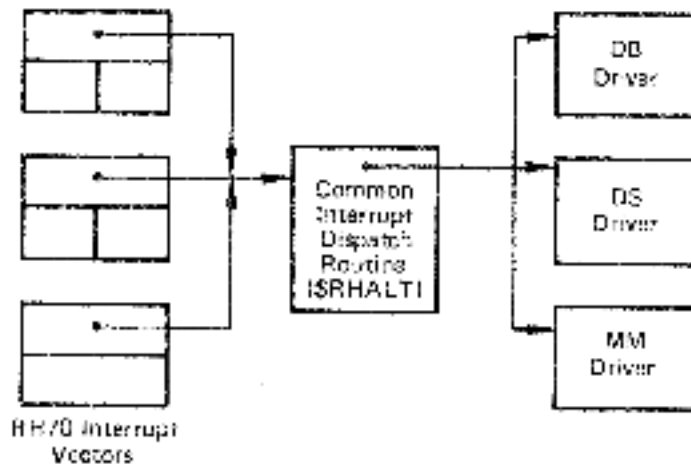 DB
Driver
Common
Interrupt
Dispatch
Routine
($RHALT)
DS
Driver
MM
Driver
RH70 Interrupt
Vectors